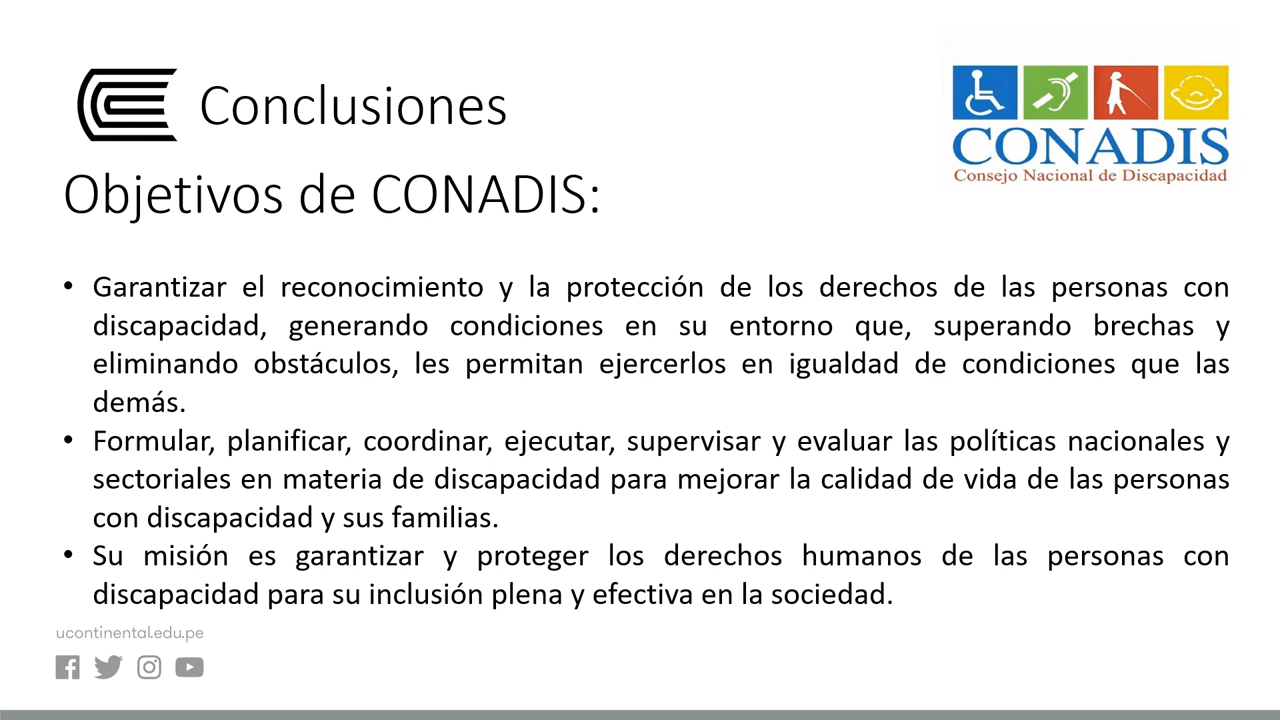 Conclusiones
CONADIS
Consejo Nacional de Discapacidad
Objetivos de CONADIS:
• Garantizar el reconocimiento y la protección de los derechos de las personas con
discapacidad, generando condiciones en su entorno que, superando brechas y
eliminando obstáculos, les permitan ejercerlos en igualdad de condiciones que las
demás.
• Formular, planificar, coordinar, ejecutar, supervisar y evaluar las políticas nacionales y
sectoriales en materia de discapacidad para mejorar la calidad de vida de las personas
con discapacidad y sus familias.
• Su misión es garantizar y proteger los derechos humanos de las personas con
discapacidad para su inclusión plena y efectiva en la sociedad.
ucontinental.edu.pe